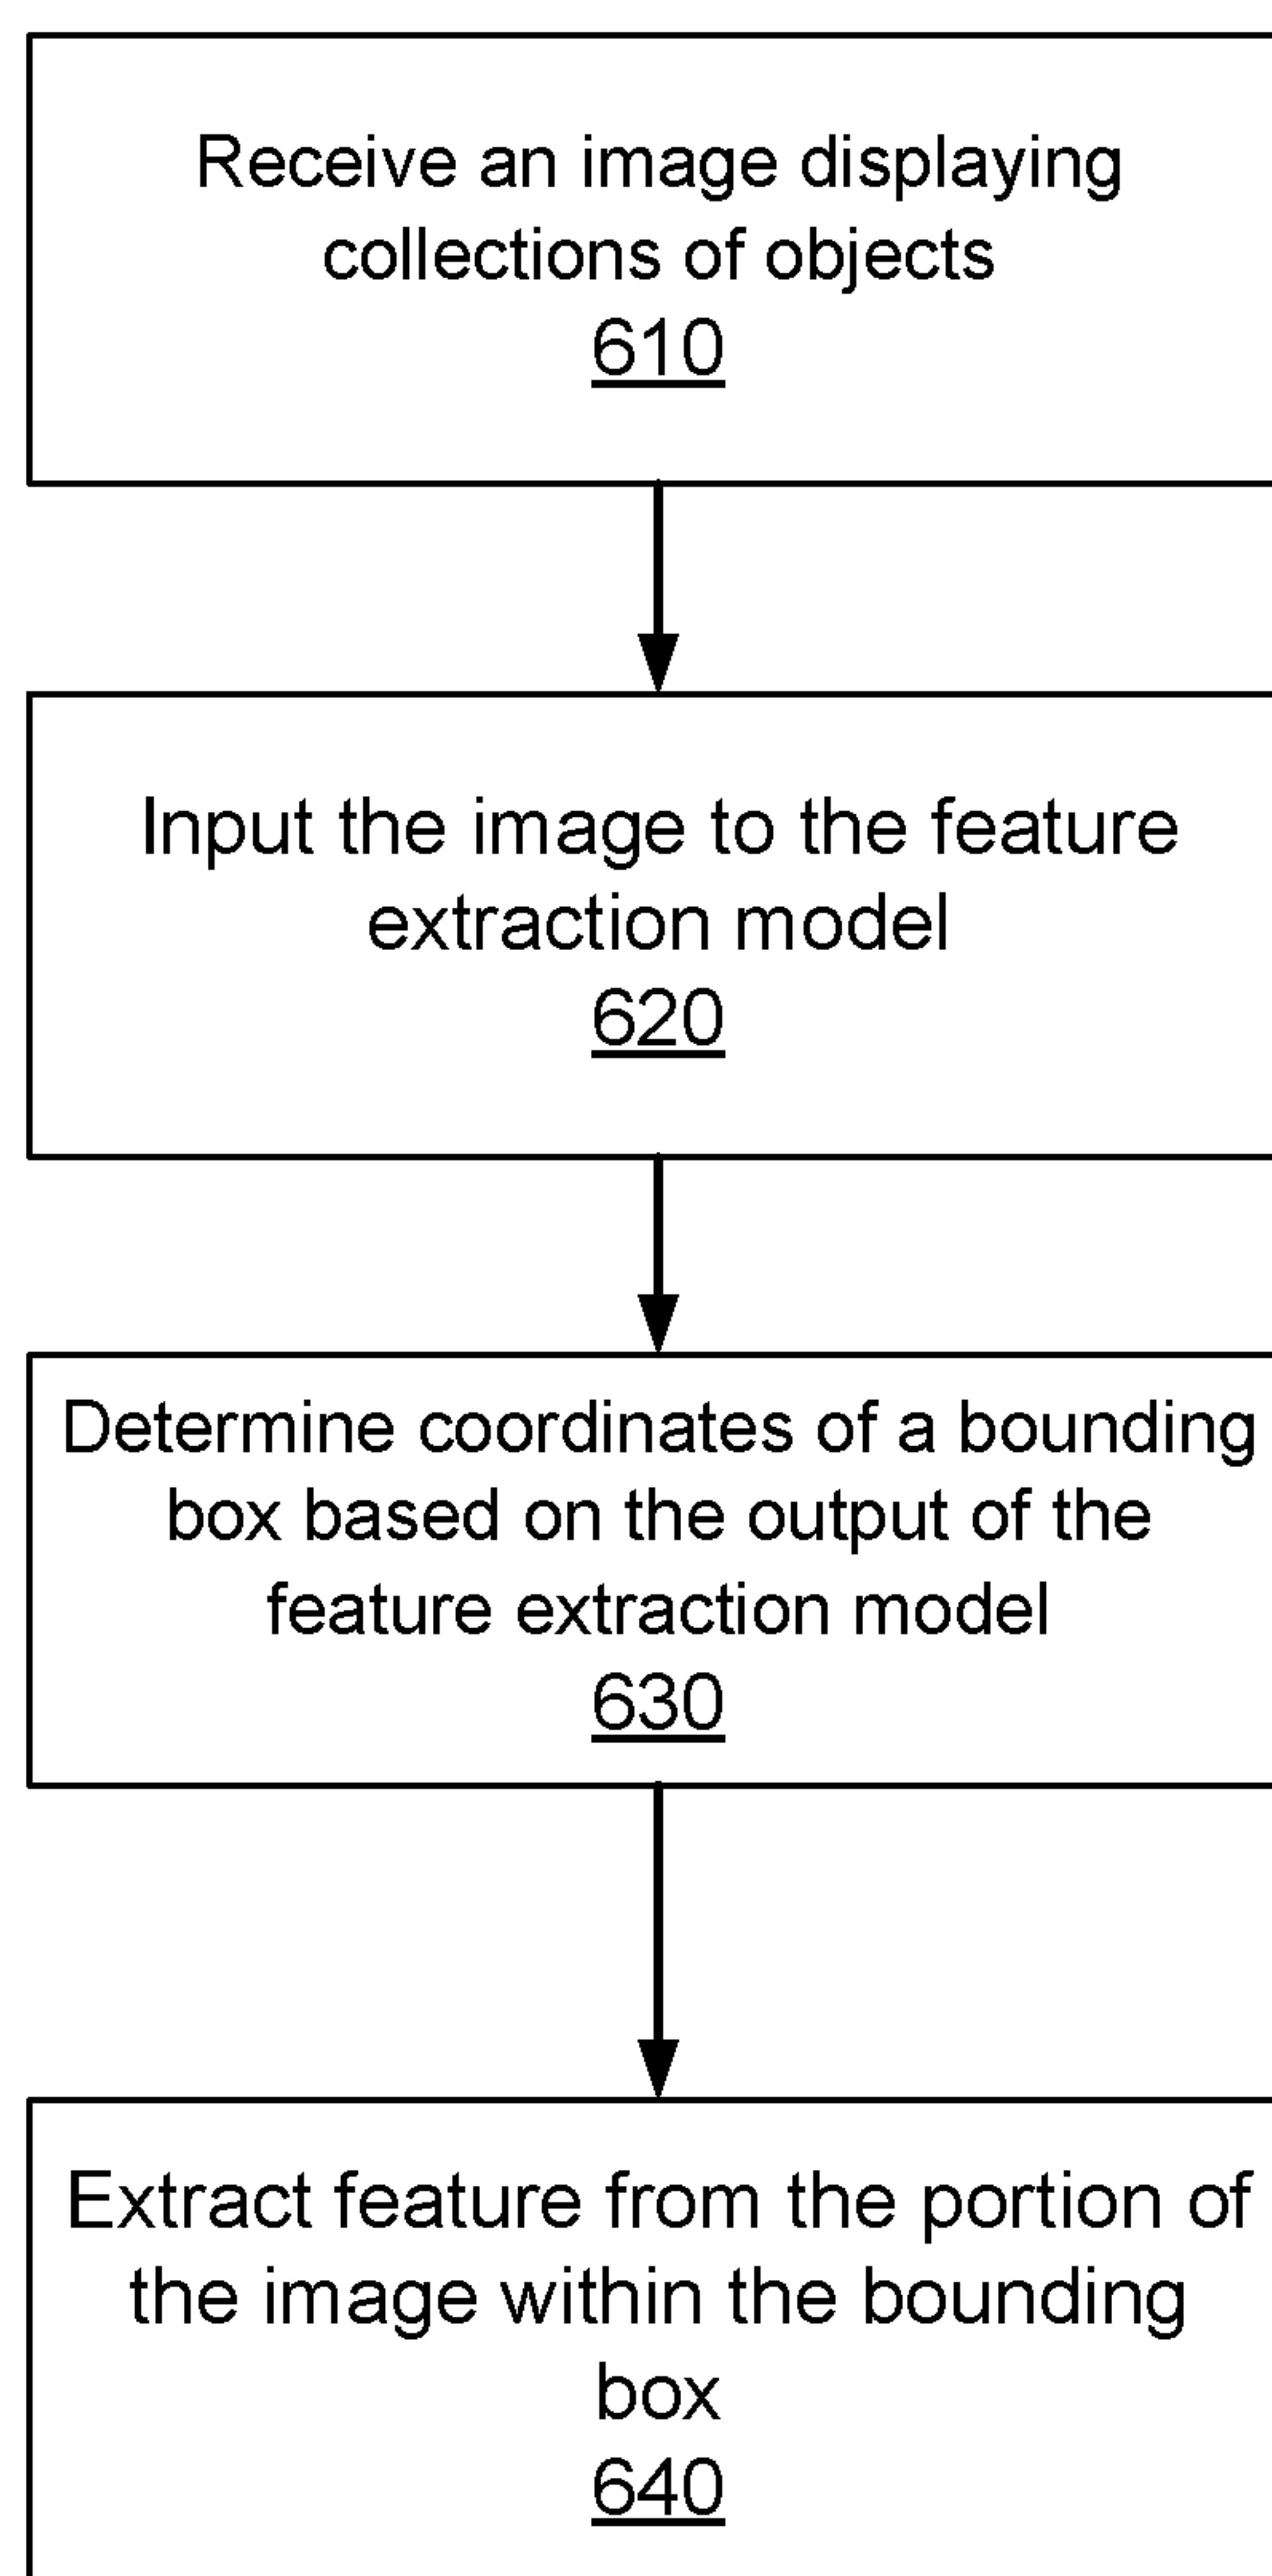 Receive an image displaying
collections of objects
610
Input the image to the feature
extraction model
620
Determine coordinates of a bounding
box based on the output of the
feature extraction model
630
Extract feature from the portion of
the image within the bounding
box
640